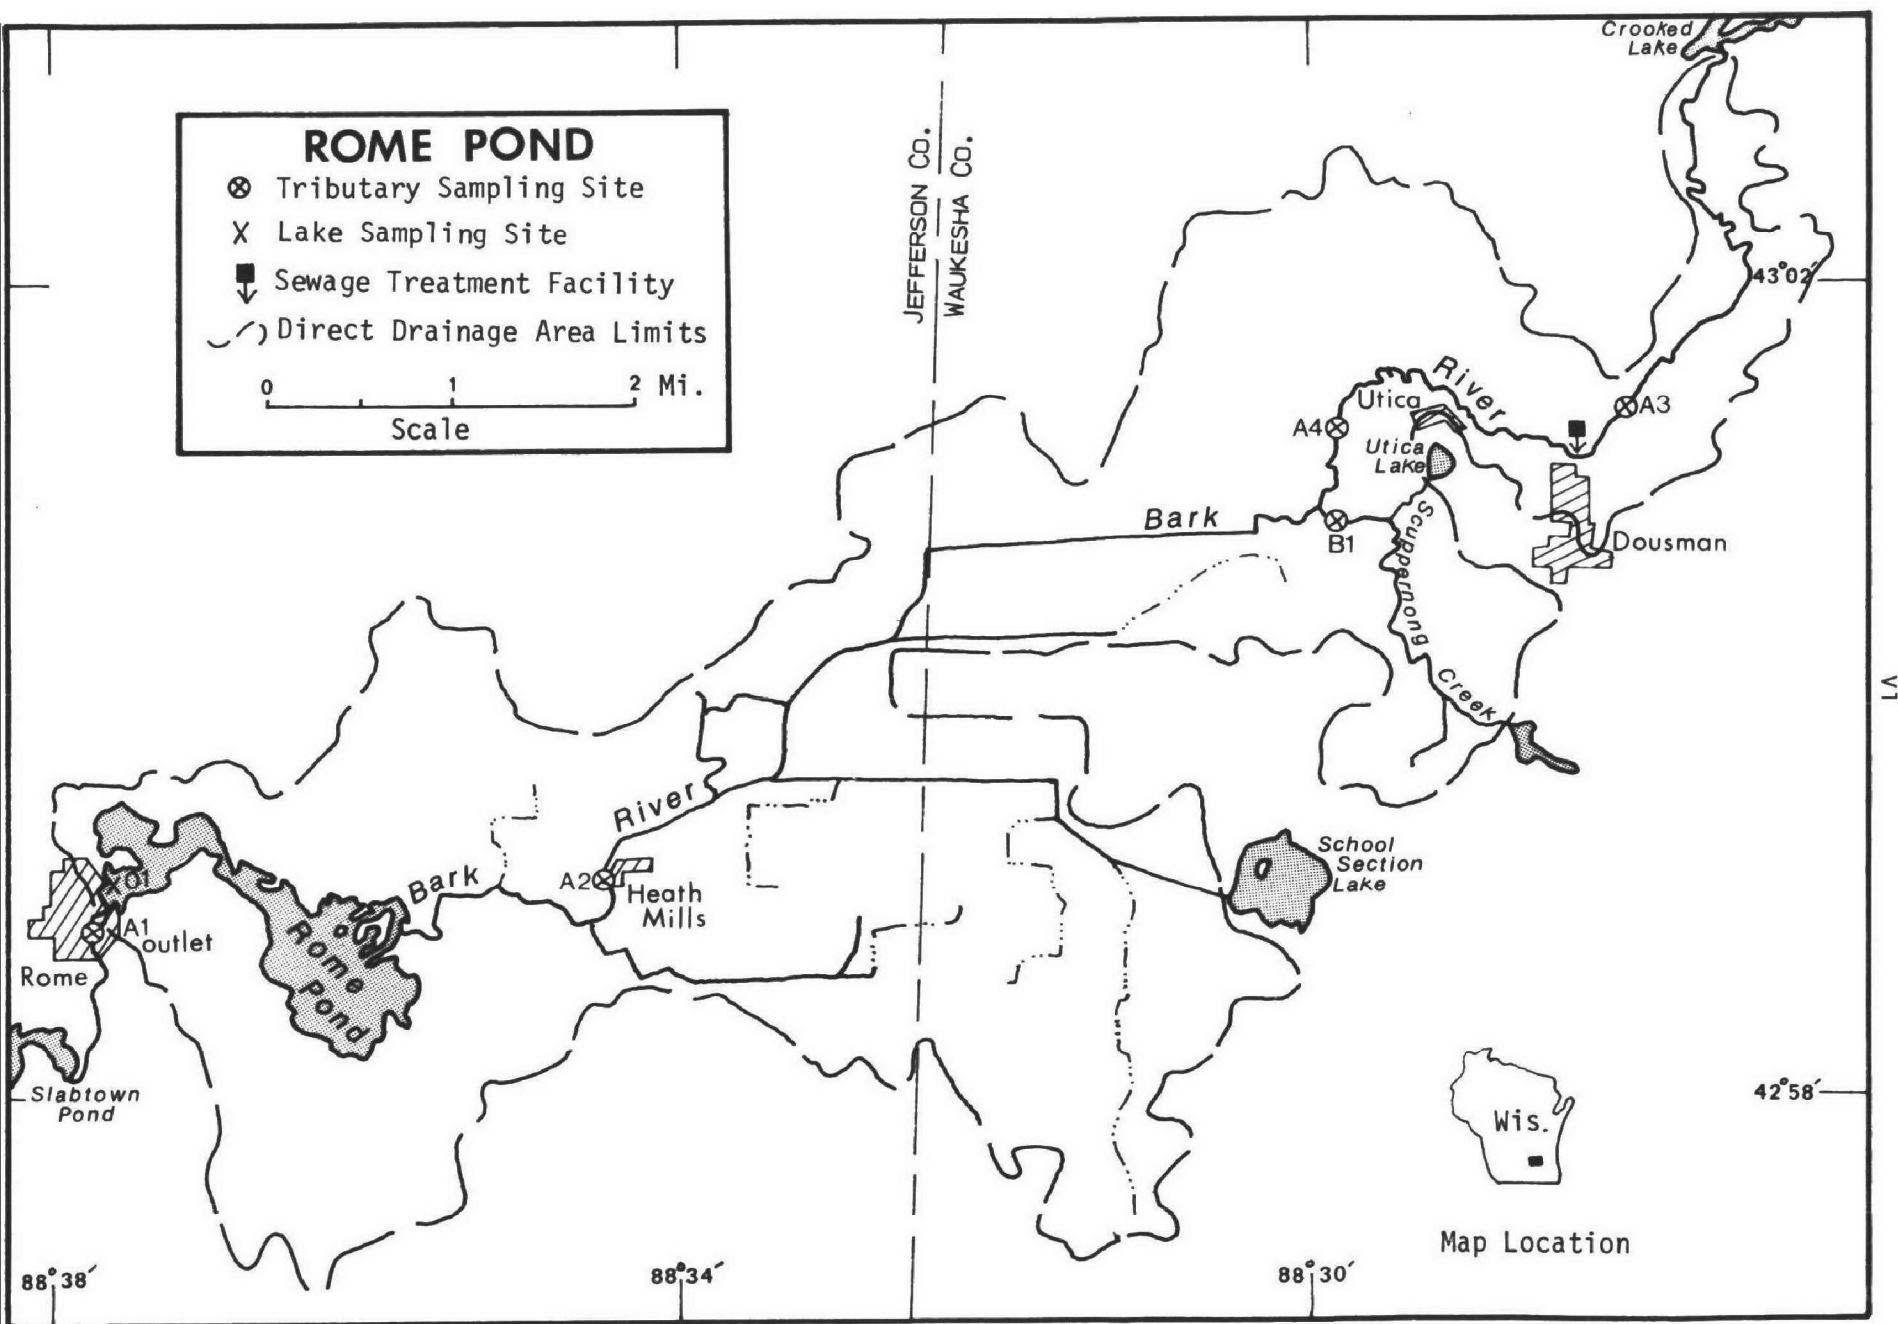 Crooked
Lake
ROME POND
Tributary Sampling Site
X Lake Sampling Site
Sewage Treatment Facility
Direct Drainage Area Limits
0 1 2 Mi.
Scale
JEFFERSON CO.
WAUKESHA CO.
43°02′
River
Utica
A3
A4
Utica
Lake
Bark
B1
Scuppernong
Creek
Dousman
VI
River
School
Section
Lake
X01
Bark
A2
Heath
Mills
A1
outlet
Rome
Rome
Pond
Slabtown
Pond
42°58′
Wis.
Map Location
88°38′
88°34′
88°30′